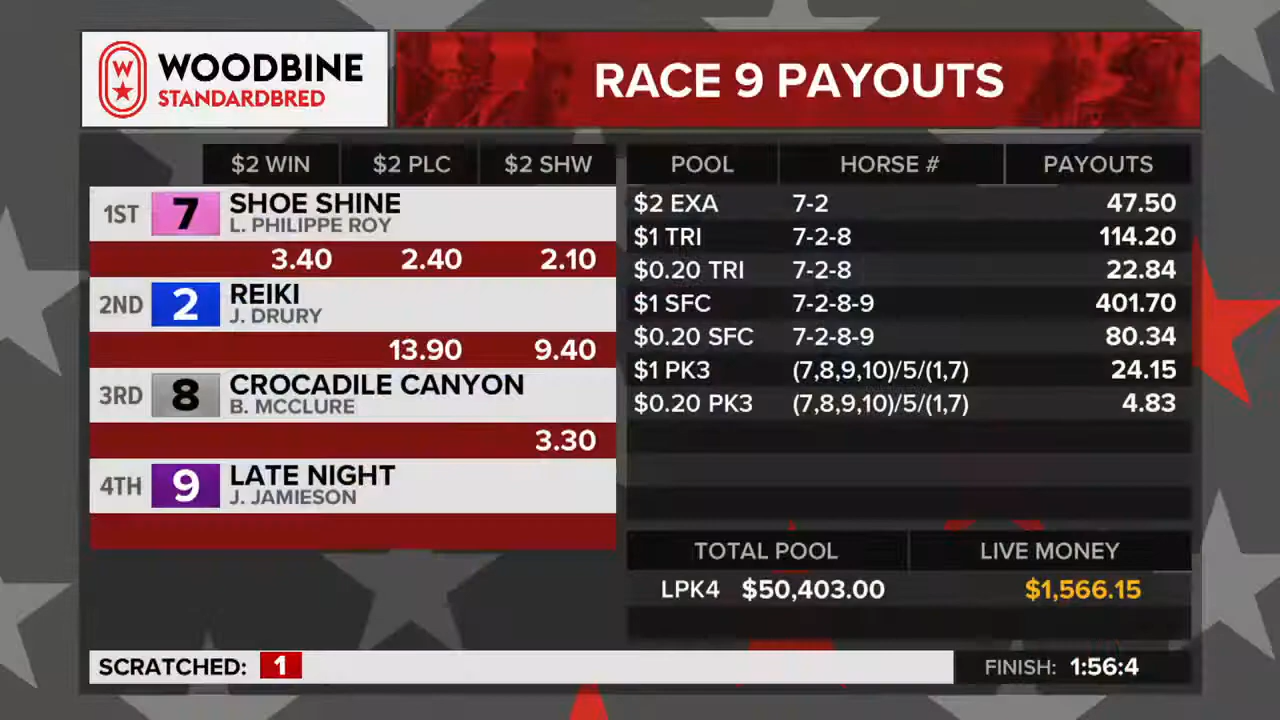 W
WOODBINE
STANDARDBRED
RACE 9 PAYOUTS
$2 WIN $2 PLC $2 SHW
1ST 7 SHOE SHINE
L. PHILIPPE ROY
3.40 2.40 2.10
2ND 2 REIKI
J. DRURY
13.90 9.40
3RD 8 CROCADILE CANYON
B. MCCLURE
3.30
4TH 9 LATE NIGHT
J. JAMIESON
POOL HORSE # PAYOUTS
$2 EXA 7-2 47.50
$1 TRI 7-2-8 114.20
$0.20 TRI 7-2-8 22.84
$1 SFC 7-2-8-9 401.70
$0.20 SFC 7-2-8-9 80.34
$1 PK3 (7,8,9,10)/5/(1,7) 24.15
$0.20 PK3 (7,8,9,10)/5/(1,7) 4.83
TOTAL POOL LIVE MONEY
LPK4 $50,403.00 $1,566.15
SCRATCHED: 1
FINISH: 1:56:4